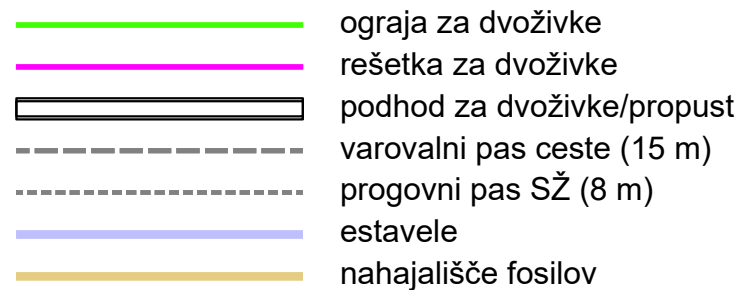 ograja za dvoživke
rešetka za dvoživke
podhod za dvoživke/propust
varovalni pas ceste (15 m)
progovni pas SŽ (8 m)
estavele
nahajališče fosilov